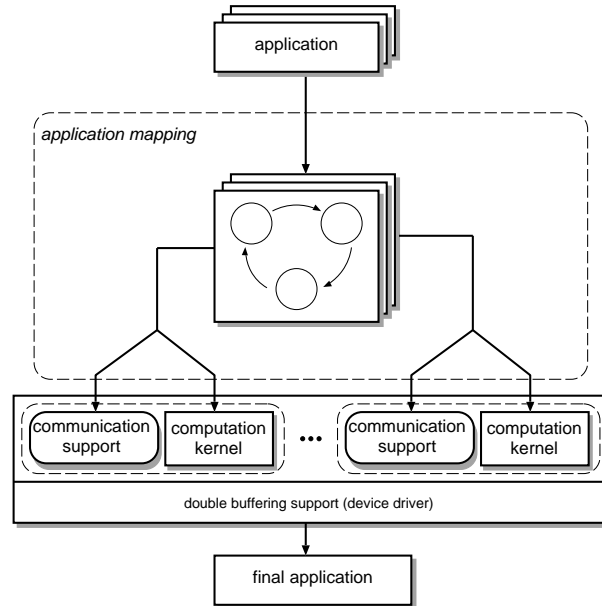 application
application mapping
communication
support
computation
kernel
...
communication
support
computation
kernel
double buffering support (device driver)
final application